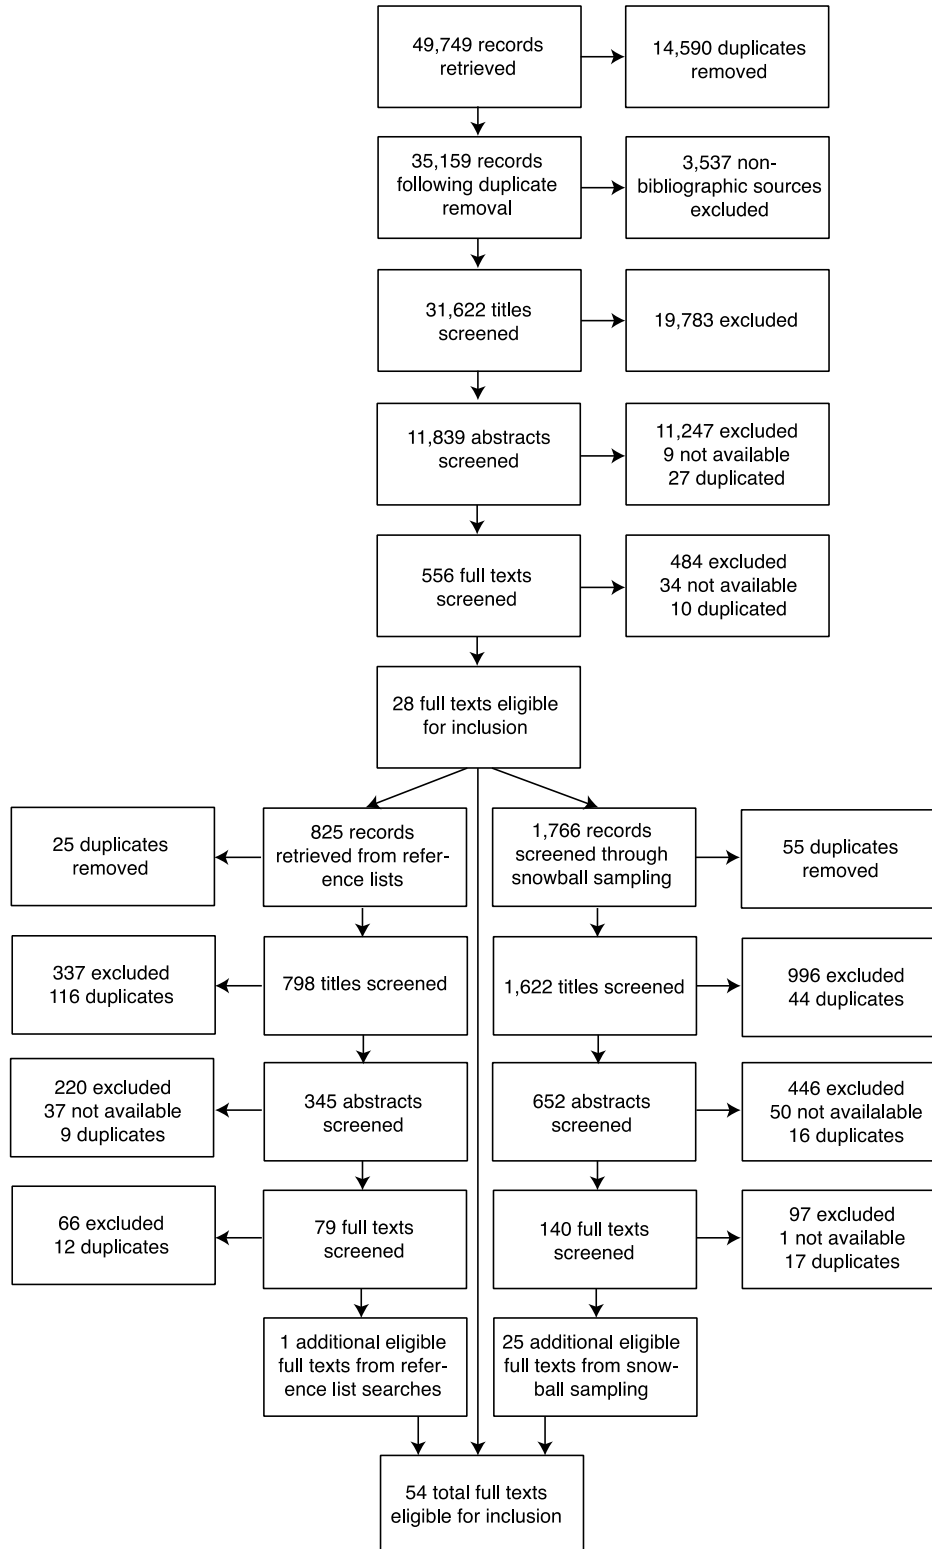 49,749 records
retrieved
14,590 duplicates
removed
35,159 records
following duplicate
removal
3,537 non-
bibliographic sources
excluded
31,622 titles
screened
19,783 excluded
11,839 abstracts
screened
11,247 excluded
9 not available
27 duplicated
556 full texts
screened
484 excluded
34 not available
10 duplicated
28 full texts eligible
for inclusion
25 duplicates
removed
825 records
retrieved from refer-
ence lists
1,766 records
screened through
snowball sampling
55 duplicates
removed
337 excluded
116 duplicates
798 titles screened
1,622 titles screened
996 excluded
44 duplicates
220 excluded
37 not available
9 duplicates
345 abstracts
screened
652 abstracts
screened
446 excluded
50 not availalable
16 duplicates
66 excluded
12 duplicates
79 full texts
screened
140 full texts
screened
97 excluded
1 not available
17 duplicates
1 additional eligible
full texts from refer-
ence list searches
25 additional eligible
full texts from snow-
ball sampling
54 total full texts
eligible for inclusion